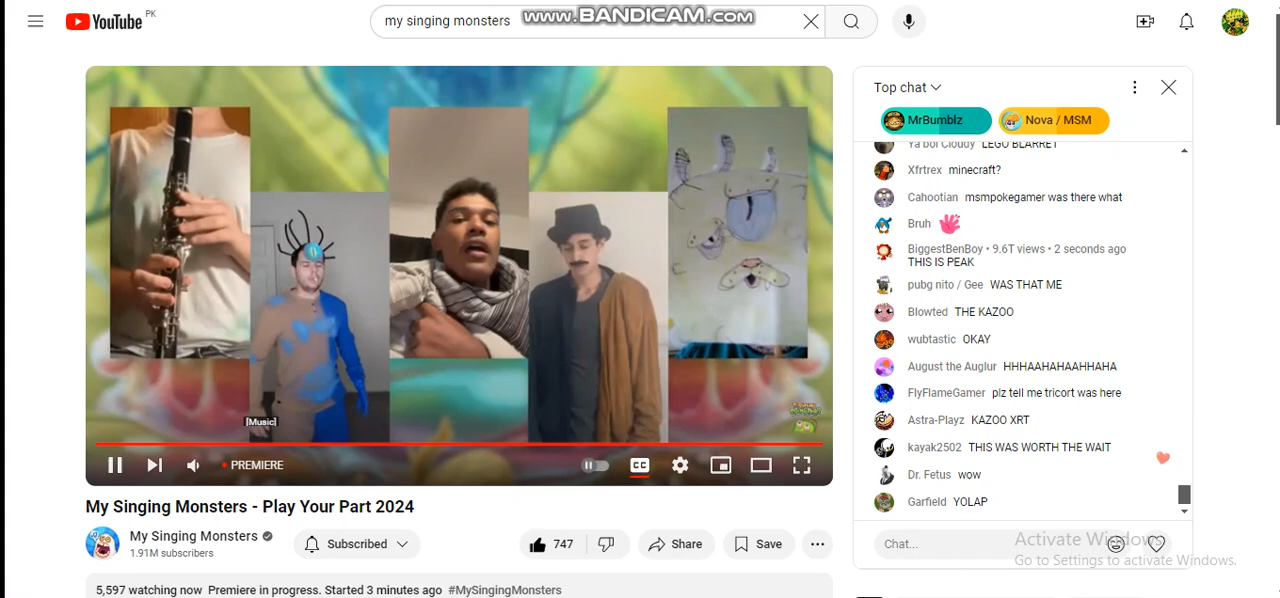 YouTube PK
my singing monsters
WWW.BANDICAM.COM
Top chat
MrBumblz
Nova / MSM
Ya boi Cloudy LEGO BLARRET
Xfrtrex minecraft?
Cahootian msmpokegamer was there what
Bruh
BiggestBenBoy • 9.6T views • 2 seconds ago
THIS IS PEAK
pubg nito / Gee WAS THAT ME
Blowted THE KAZOO
wubtastic OKAY
August the Auglur HHHAAHAHAAHHAHA
FlyFlameGamer plz tell me tricort was here
Astra-Playz KAZOO XRT
kayak2502 THIS WAS WORTH THE WAIT
Dr. Fetus wow
Garfield YOLAP
Chat...
[Music]
PREMIERE
CC
My Singing Monsters - Play Your Part 2024
My Singing Monsters
1.91M subscribers
Subscribed
747
Share
Save
5,597 watching now Premiere in progress. Started 3 minutes ago #MySingingMonsters
Activate Windows
Go to Settings to activate Windows.